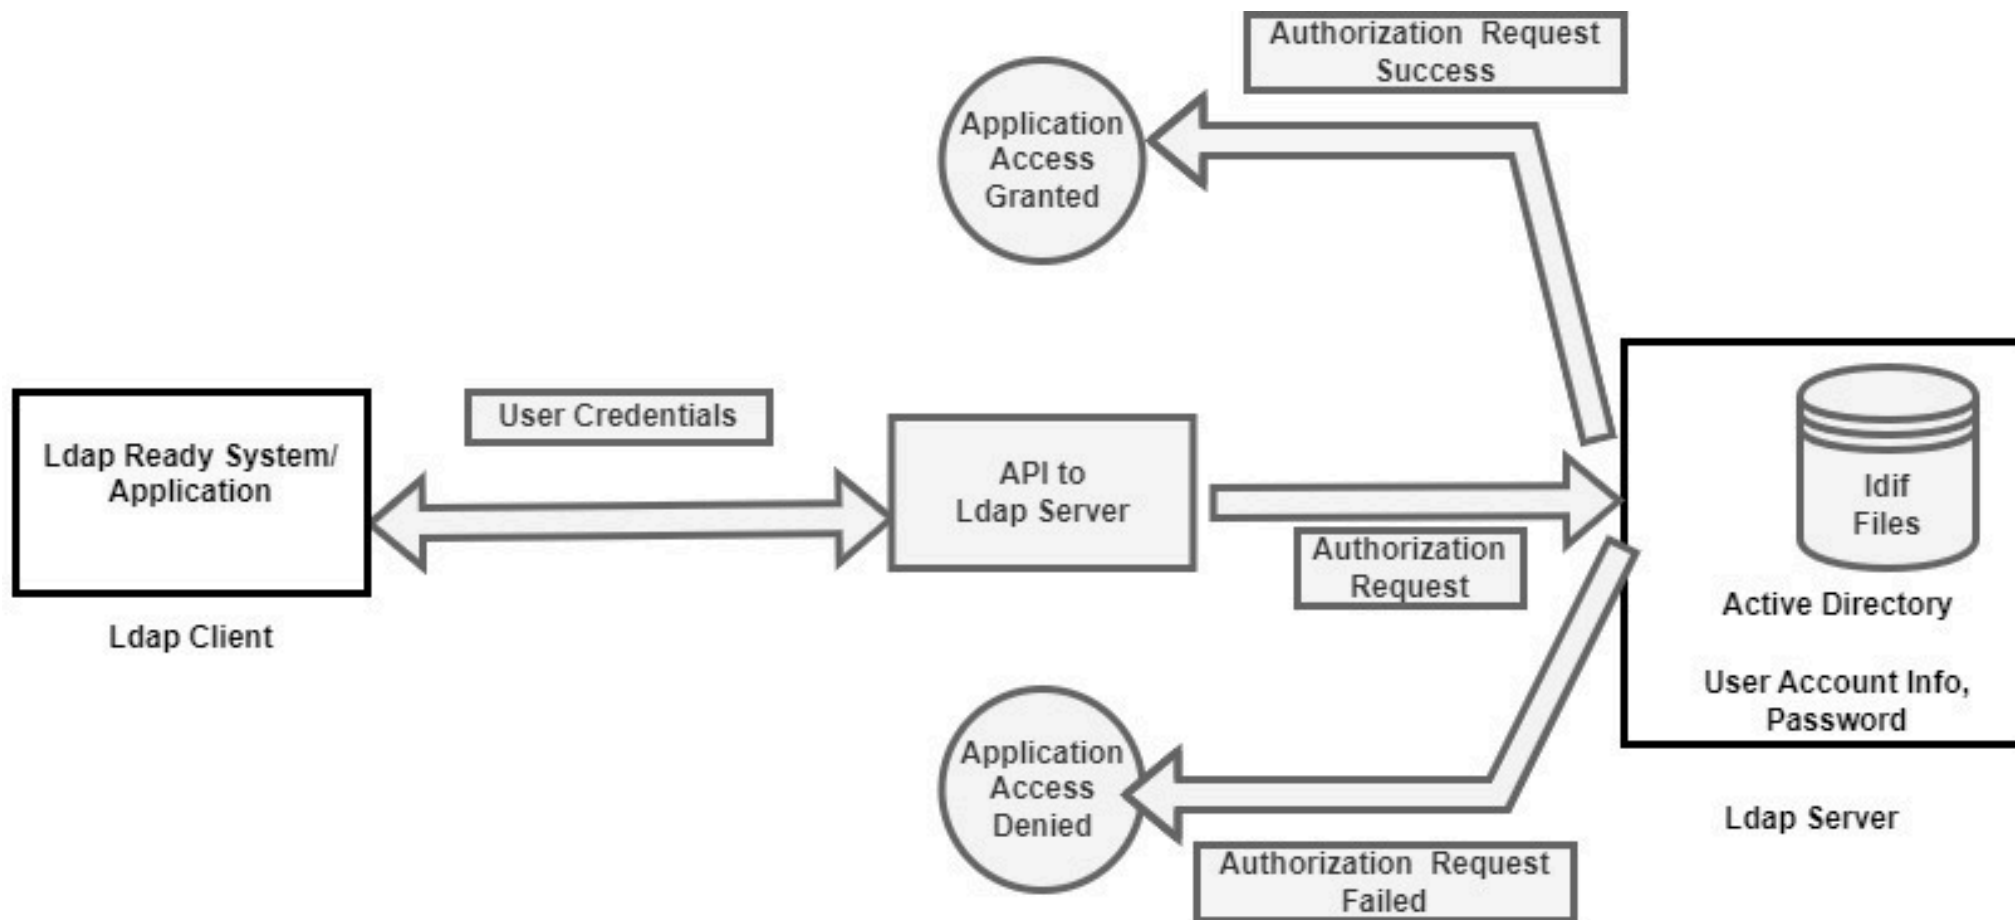 Authorization Request
Success
Application
Access
Granted
User Credentials
Ldap Ready System/
Application
API to
Ldap Server
Idif
Files
Authorization
Request
Active Directory
Ldap Client
User Account Info,
Password
Application
Access
Denied
Ldap Server
Authorization Request
Failed